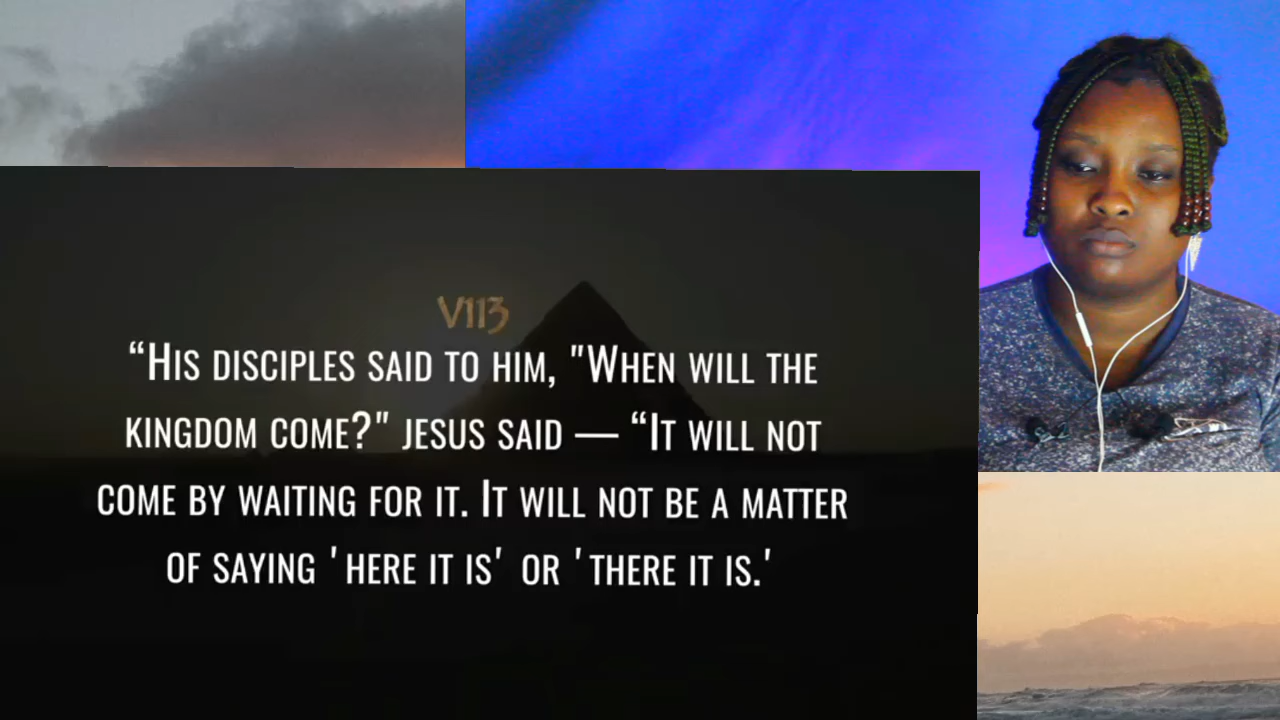 V113
“His disciples said to him, "When will the
kingdom come?" Jesus said — “It will not
come by waiting for it. It will not be a matter
of saying 'here it is' or 'there it is.'